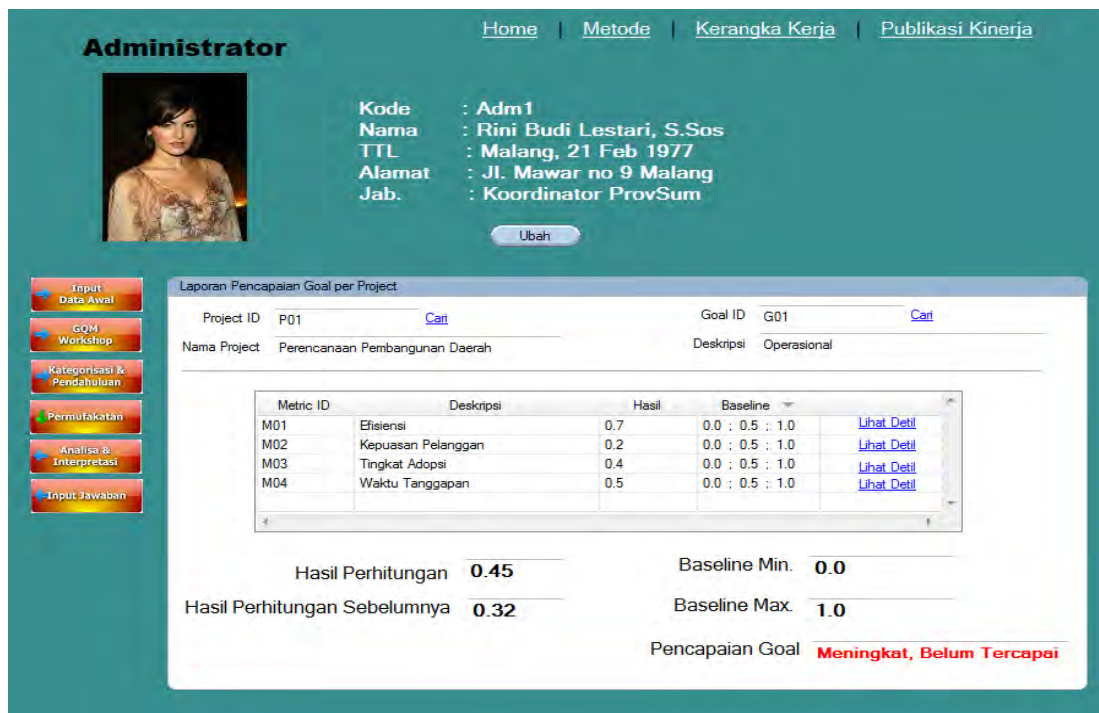 Home | Metode | Kerangka Kerja | Publikasi Kinerja
Administrator
Kode : Adm1
Nama : Rini Budi Lestari, S.Sos
TTL : Malang, 21 Feb 1977
Alamat : Jl. Mawar no 9 Malang
Jab. : Koordinator ProvSum
Ubah
Input
Data Awal
GQM
Workshop
Kategorisasi &
Pendahuluan
Permufakatan
Analisa &
Interpretasi
Input Jawaban
Laporan Pencapaian Goal per Project
Project ID P01 Cari Goal ID G01 Cari
Nama Project Perencanaan Pembangunan Daerah Deskripsi Operasional
Metric ID Deskripsi Hasil Baseline
M01 Efisiensi 0.7 0.0 ; 0.5 ; 1.0 Lihat Detil
M02 Kepuasan Pelanggan 0.2 0.0 ; 0.5 ; 1.0 Lihat Detil
M03 Tingkat Adopsi 0.4 0.0 ; 0.5 ; 1.0 Lihat Detil
M04 Waktu Tanggapan 0.5 0.0 ; 0.5 ; 1.0 Lihat Detil
Hasil Perhitungan 0.45 Baseline Min. 0.0
Hasil Perhitungan Sebelumnya 0.32 Baseline Max. 1.0
Pencapaian Goal Meningkat, Belum Tercapai